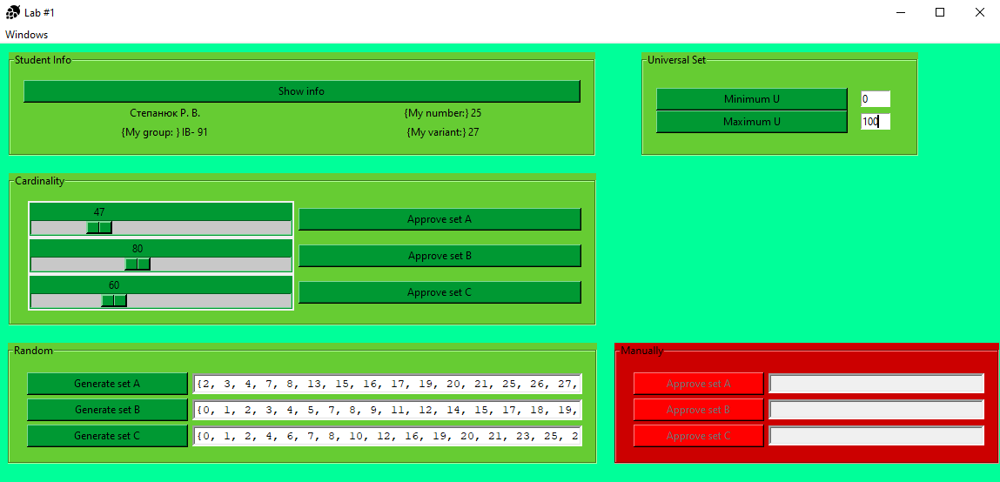 Lab #1
Windows
Student Info
Show info
Степанюк Р. В.
{My number:} 25
{My group: } ІВ- 91
{My variant:} 27
Universal Set
Minimum U
0
Maximum U
100
Cardinality
47
Approve set A
80
Approve set B
60
Approve set C
Random
Generate set A
{2, 3, 4, 7, 8, 13, 15, 16, 17, 19, 20, 21, 25, 26, 27,
Generate set B
{0, 1, 2, 3, 4, 5, 7, 8, 9, 11, 12, 14, 15, 17, 18, 19,
Generate set C
{0, 1, 2, 4, 6, 7, 8, 10, 12, 16, 19, 20, 21, 23, 25, 2
Manually
Approve set A
Approve set B
Approve set C